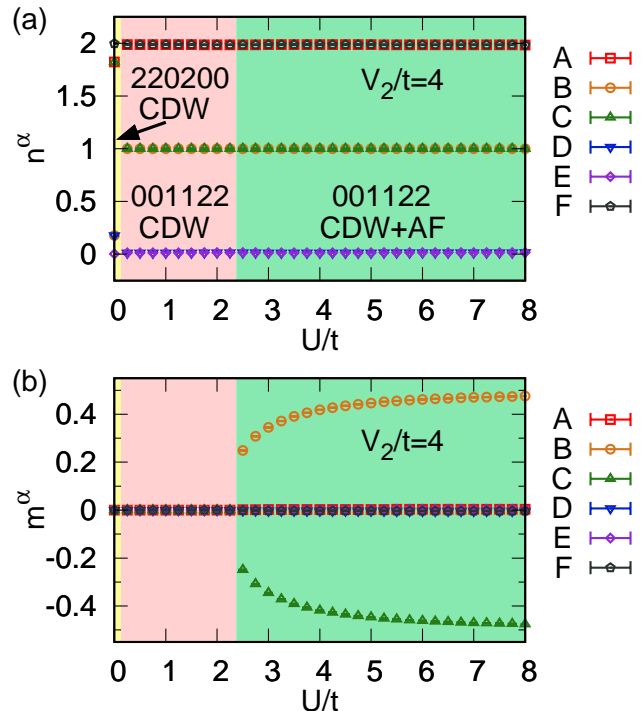 (a)
2
1.5
1
0.5
0
n^α
220200
CDW
V_2/t=4
001122
CDW
001122
CDW+AF
0 1 2 3 4 5 6 7 8
U/t
A
B
C
D
E
F
(b)
0.4
0.2
0
-0.2
-0.4
m^α
V_2/t=4
0 1 2 3 4 5 6 7 8
U/t
A
B
C
D
E
F